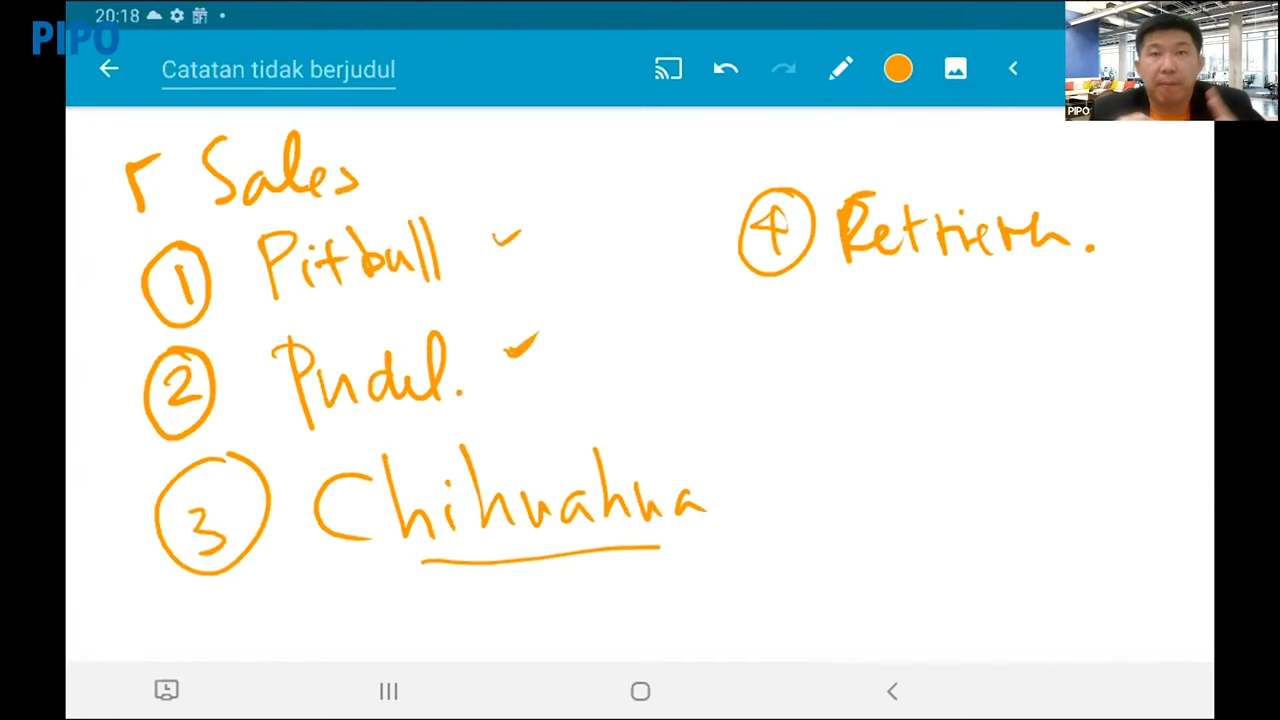 20:18
PIPO
Catatan tidak berjudul
PIPO
5 Sales
1 Pitbull
2 Pudel.
3 Chihuahua
4 Retriever.